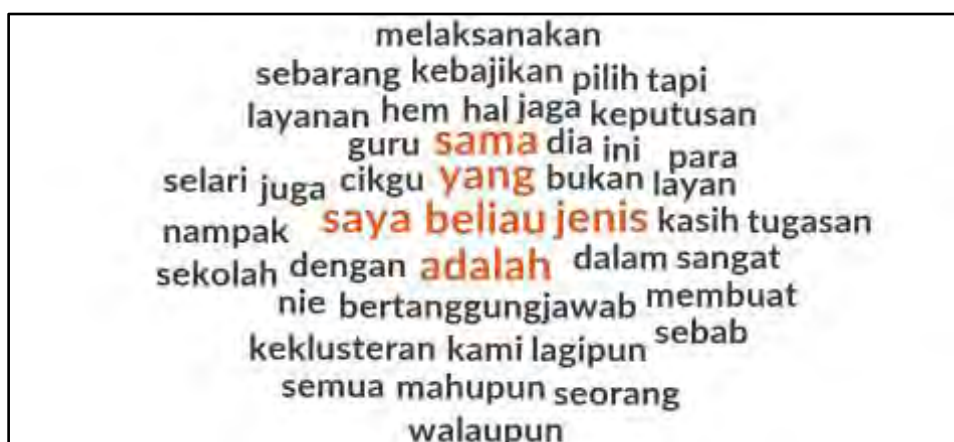 melaksanakan
sebarang kebajikan pilih tapi
layanan hem hal jaga keputusan
guru sama dia ini para
selari juga cikgu yang bukan layan
nampak saya beliau jenis kasih tugasan
sekolah dengan adalah dalam sangat
nie bertanggungjawab membuat
keklusteran kami lagipun sebab
semua mahupun seorang
walaupun